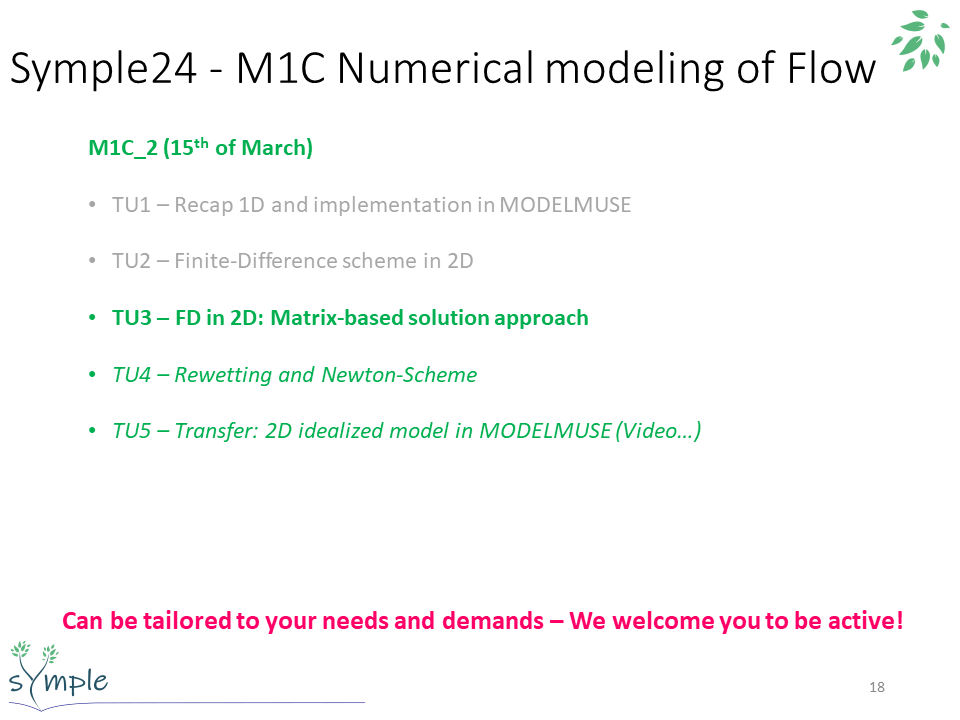 Symple24 - M1C Numerical modeling of Flow
M1C_2 (15th of March)
• TU1 – Recap 1D and implementation in MODELMUSE
• TU2 – Finite-Difference scheme in 2D
• TU3 – FD in 2D: Matrix-based solution approach
• TU4 – Rewetting and Newton-Scheme
• TU5 – Transfer: 2D idealized model in MODELMUSE (Video…)
Can be tailored to your needs and demands – We welcome you to be active!
sYmple
18